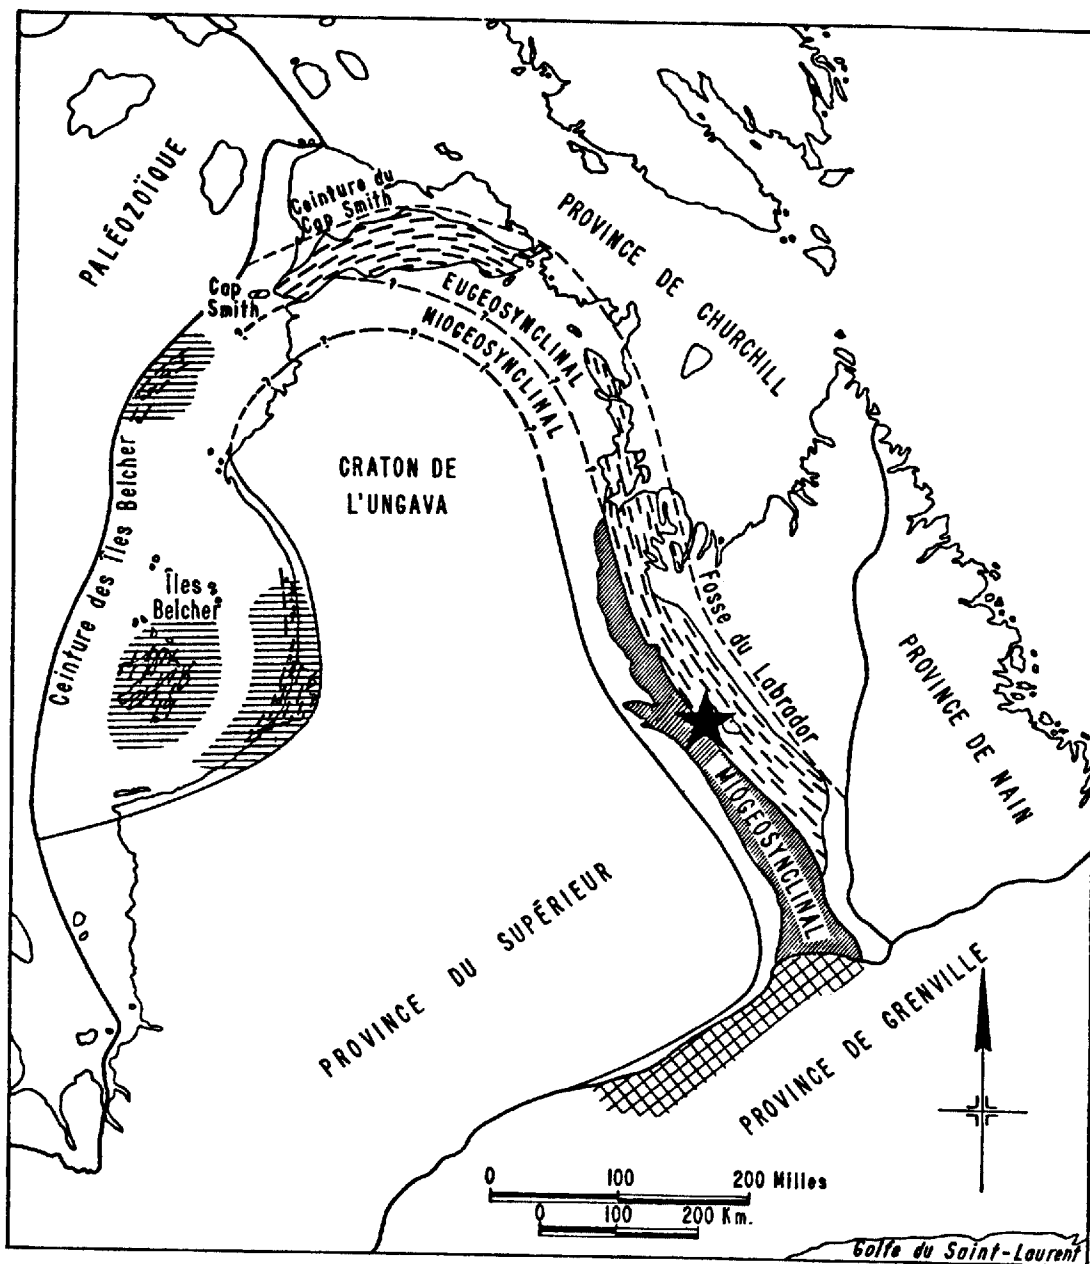 PALÉOZOÏQUE
Ceinture du
Cap Smith
PROVINCE DE CHURCHILL
Cap
Smith
EUGEOSYNCLINAL
MIOGEOSYNCLINAL
CRATON DE
L'UNGAVA
Ceinture des Îles Belcher
Îles
Belcher
Fosse du Labrador
PROVINCE DE NAIN
MIOGEOSYNCLINAL
PROVINCE DU SUPÉRIEUR
PROVINCE DE GRENVILLE
0 100 200 Milles
0 100 200 Km.
Golfe du Saint-Laurent